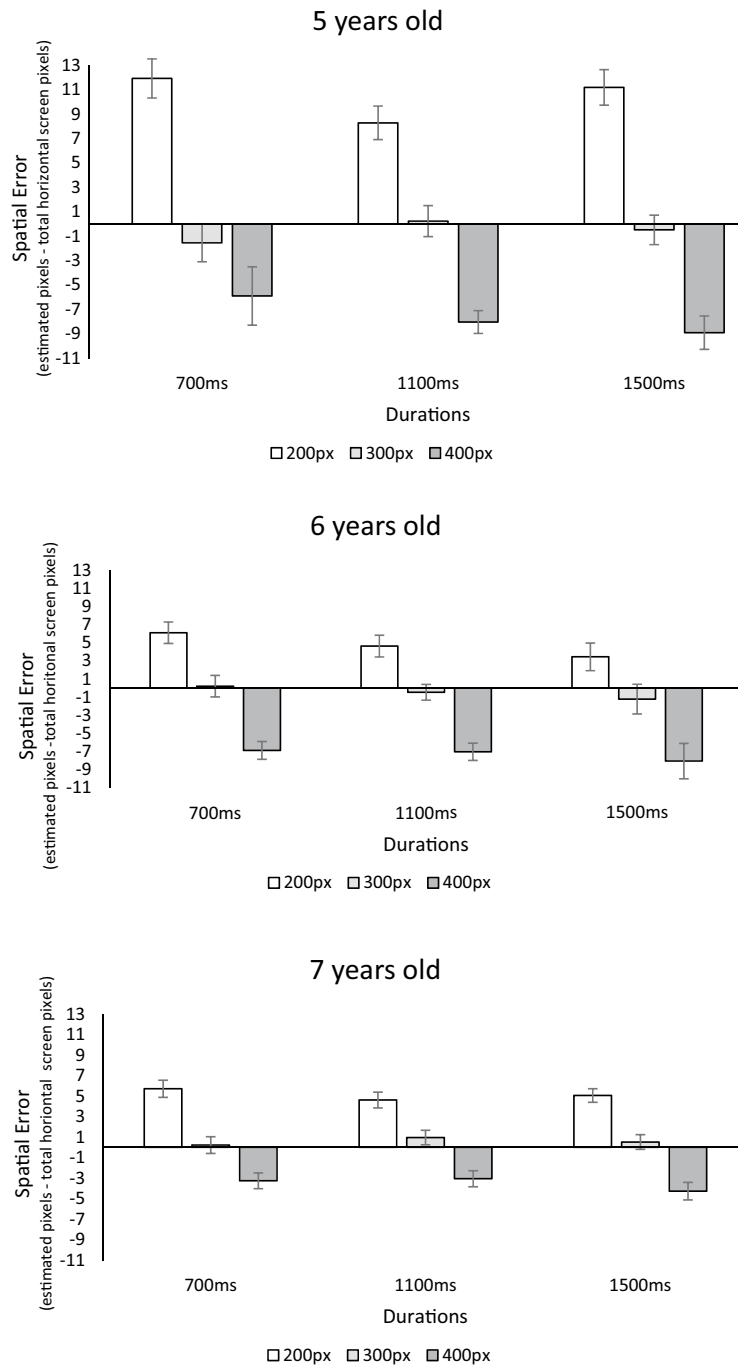 5 years old
Spatial Error
(estimated pixels - total horizontal screen pixels)
13
11
9
7
5
3
1
-1
-3
-5
-7
-9
-11
700ms 1100ms 1500ms
Durations
200px 300px 400px
6 years old
Spatial Error
(estimated pixels -total horitonal screen pixels)
13
11
9
7
5
3
1
-1
-3
-5
-7
-9
-11
700ms 1100ms 1500ms
Durations
200px 300px 400px
7 years old
Spatial Error
(estimated pixels - total horiontal screen pixels)
13
11
9
7
5
3
1
-1
-3
-5
-7
-9
-11
700ms 1100ms 1500ms
Durations
200px 300px 400px